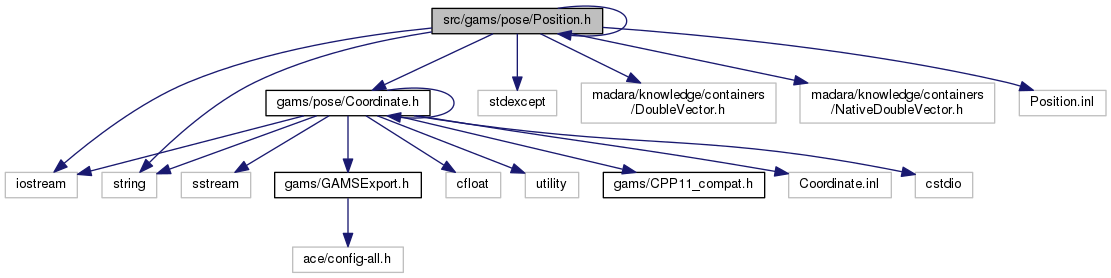 src/gams/pose/Position.h
gams/pose/Coordinate.h
stdexcept
madara/knowledge/containers
/DoubleVector.h
madara/knowledge/containers
/NativeDoubleVector.h
Position.inl
iostream
string
sstream
gams/GAMSExport.h
cfloat
utility
gams/CPP11_compat.h
Coordinate.inl
cstdio
ace/config-all.h